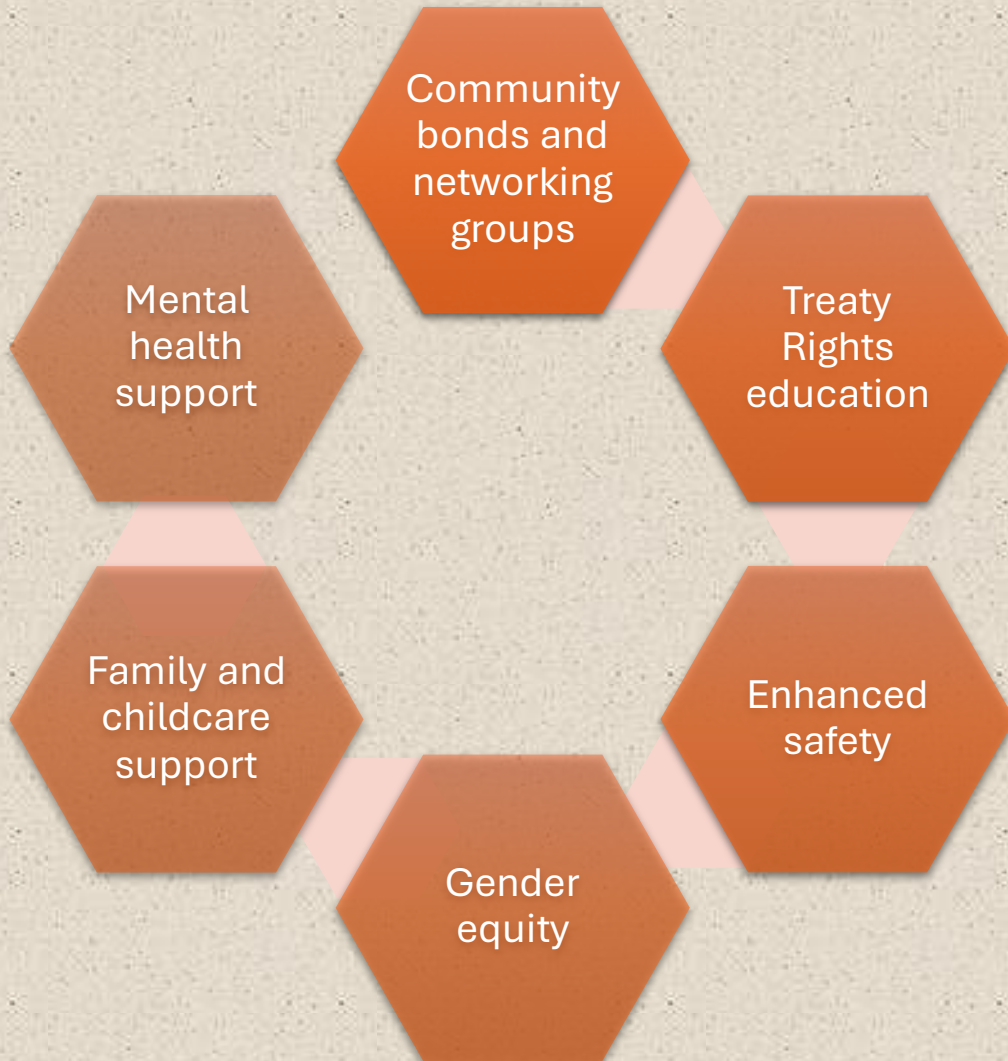 Community
bonds and
networking
groups
Treaty
Rights
education
Enhanced
safety
Gender
equity
Family and
childcare
support
Mental
health
support